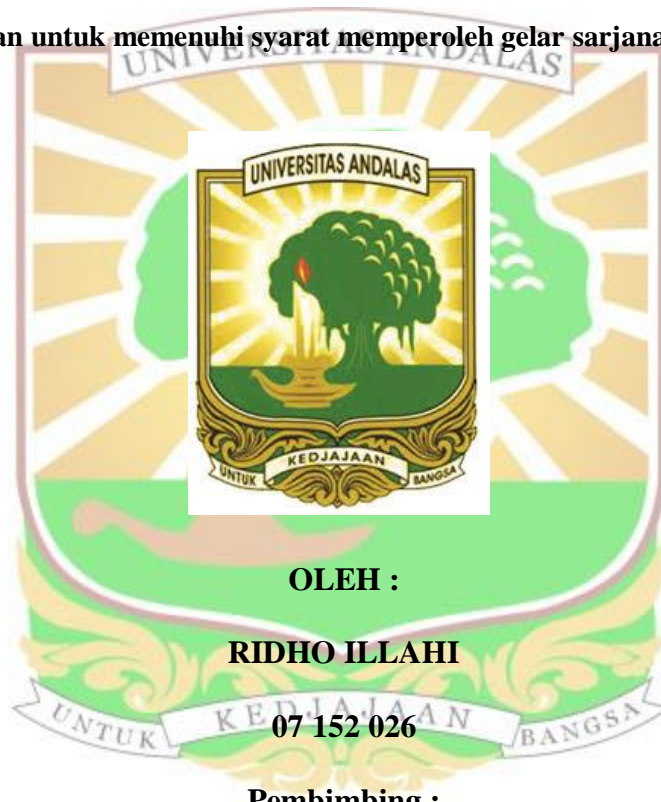 an untuk memenuhi syarat memperoleh gelar sarjana
UNIVERSITAS ANDALAS
UNIVERSITAS ANDALAS
KEDJAJAAN
UNTUK BANGSA
OLEH :
RIDHO ILLAHI
UNTUK KEDJAJAAN BANGSA
07 152 026
Pembimbing :